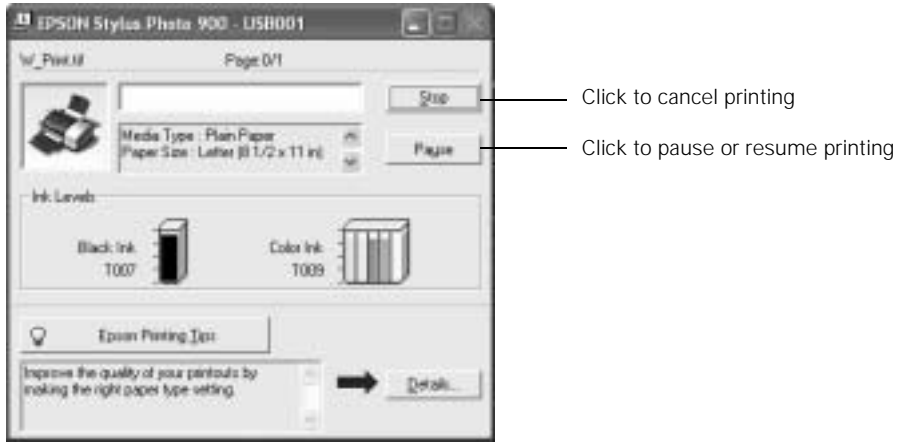 EPSON Stylus Photo 900 - USB001
Page:0/1
Stop
Click to cancel printing
Media Type : Plain Paper
Paper Size : Letter (8 1/2 x 11 in)
Pause
Click to pause or resume printing
Ink Levels
Black Ink
T007
Color Ink
T009
Epson Printing Tips
Improve the quality of your printouts by
making the right paper type setting.
Details...